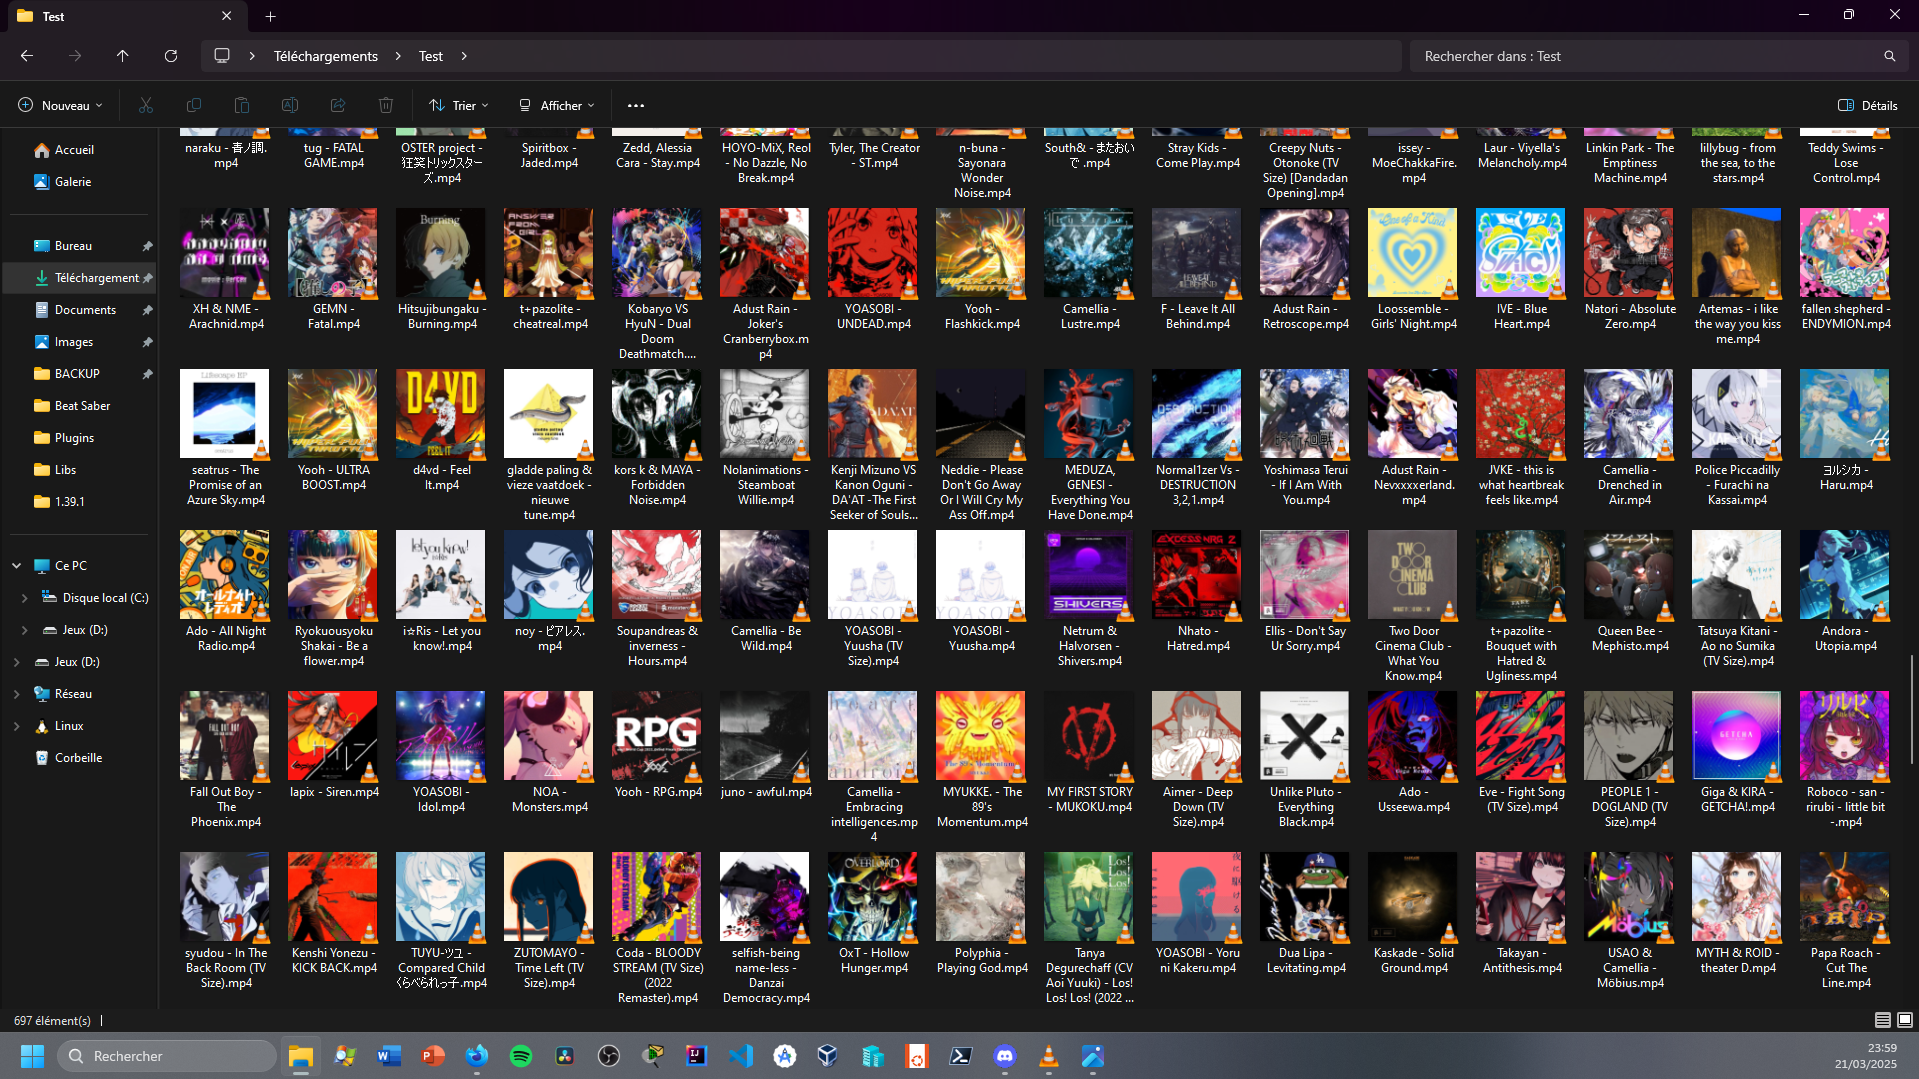 Test
Téléchargements
Test
Rechercher dans : Test
Nouveau
Trier
Afficher
Détails
Accueil
Galerie
Bureau
Téléchargement
Documents
Images
BACKUP
Beat Saber
Plugins
Libs
1.39.1
Ce PC
Disque local (C:)
Jeux (D:)
Jeux (D:)
Réseau
Linux
Corbeille
naraku - 青ノ調.mp4
tug - FATAL GAME.mp4
OSTER project - 狂笑トリックスターズ.mp4
Spiritbox - Jaded.mp4
Zedd, Alessia Cara - Stay.mp4
HOYO-MiX, Reol - No Dazzle, No Break.mp4
Tyler, The Creator - ST.mp4
n-buna - Sayonara Wonder Noise.mp4
South& - またおいで .mp4
Stray Kids - Come Play.mp4
Creepy Nuts - Otonoke (TV Size) [Dandadan Opening].mp4
issey - MoeChakkaFire.mp4
Laur - Viyella's Melancholy.mp4
Linkin Park - The Emptiness Machine.mp4
lillybug - from the sea, to the stars.mp4
Teddy Swims - Lose Control.mp4
XH & NME - Arachnid.mp4
GEMN - Fatal.mp4
Hitsujibungaku - Burning.mp4
t+pazolite - cheatreal.mp4
Kobaryo VS HyuN - Dual Doom Deathmatch....
Adust Rain - Joker's Cranberrybox.mp4
YOASOBI - UNDEAD.mp4
Yooh - Flashkick.mp4
Camellia - Lustre.mp4
F - Leave It All Behind.mp4
Adust Rain - Retroscope.mp4
Loossemble - Girls' Night.mp4
IVE - Blue Heart.mp4
Natori - Absolute Zero.mp4
Artemas - i like the way you kiss me.mp4
fallen shepherd - ENDYMION.mp4
seatrus - The Promise of an Azure Sky.mp4
Yooh - ULTRA BOOST.mp4
d4vd - Feel It.mp4
gladde paling & vieze vaatdoek - nieuwe tune.mp4
kors k & MAYA - Forbidden Noise.mp4
Nolanimations - Steamboat Willie.mp4
Kenji Mizuno VS Kanon Oguni - DA'AT -The First Seeker of Souls...
Neddie - Please Don't Go Away Or I Will Cry My Ass Off.mp4
MEDUZA, GENESI - Everything You Have Done.mp4
Normal1zer Vs - DESTRUCTION 3,2,1.mp4
Yoshimasa Terui - If I Am With You.mp4
Adust Rain - Nevxxxxerland.mp4
JVKE - this is what heartbreak feels like.mp4
Camellia - Drenched in Air.mp4
Police Piccadilly - Furachi na Kassai.mp4
ヨルシカ - Haru.mp4
Ado - All Night Radio.mp4
Ryokuousyoku Shakai - Be a flower.mp4
i☆Ris - Let you know!.mp4
noy - ピアレス.mp4
Soupandreas & inverness - Hours.mp4
Camellia - Be Wild.mp4
YOASOBI - Yuusha (TV Size).mp4
YOASOBI - Yuusha.mp4
Netrum & Halvorsen - Shivers.mp4
Nhato - Hatred.mp4
Ellis - Don't Say Ur Sorry.mp4
Two Door Cinema Club - What You Know.mp4
t+pazolite - Bouquet with Hatred & Ugliness.mp4
Queen Bee - Mephisto.mp4
Tatsuya Kitani - Ao no Sumika (TV Size).mp4
Andora - Utopia.mp4
Fall Out Boy - The Phoenix.mp4
lapix - Siren.mp4
YOASOBI - Idol.mp4
NOA - Monsters.mp4
Yooh - RPG.mp4
juno - awful.mp4
Camellia - Embracing intelligences.mp4
MYUKKE. - The 89's Momentum.mp4
MY FIRST STORY - MUKOKU.mp4
Aimer - Deep Down (TV Size).mp4
Unlike Pluto - Everything Black.mp4
Ado - Usseewa.mp4
Eve - Fight Song (TV Size).mp4
PEOPLE 1 - DOGLAND (TV Size).mp4
Giga & KIRA - GETCHA!.mp4
Roboco - san - rirubi - little bit -.mp4
syudou - In The Back Room (TV Size).mp4
Kenshi Yonezu - KICK BACK.mp4
TUYU-ツユ - Compared Child くらべられっ子.mp4
ZUTOMAYO - Time Left (TV Size).mp4
Coda - BLOODY STREAM (TV Size) (2022 Remaster).mp4
selfish-being name-less - Danzai Democracy.mp4
OxT - Hollow Hunger.mp4
Polyphia - Playing God.mp4
Tanya Degurechaff (CV Aoi Yuuki) - Los! Los! Los! (2022 ...
YOASOBI - Yoru ni Kakeru.mp4
Dua Lipa - Levitating.mp4
Kaskade - Solid Ground.mp4
Takayan - Antithesis.mp4
USAO & Camellia - Möbius.mp4
MYTH & ROID - theater D.mp4
Papa Roach - Cut The Line.mp4
697 élément(s)
Rechercher
23:59
21/03/2025